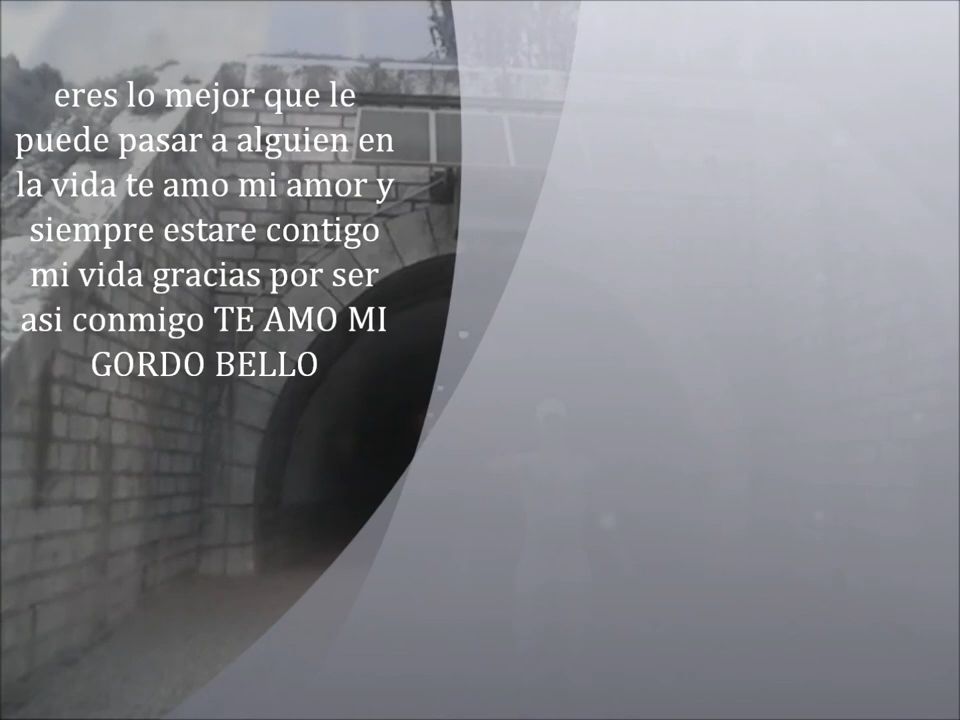 eres lo mejor que le
puede pasar a alguien en
la vida te amo mi amor y
siempre estare contigo
mi vida gracias por ser
asi conmigo TE AMO MI
GORDO BELLO